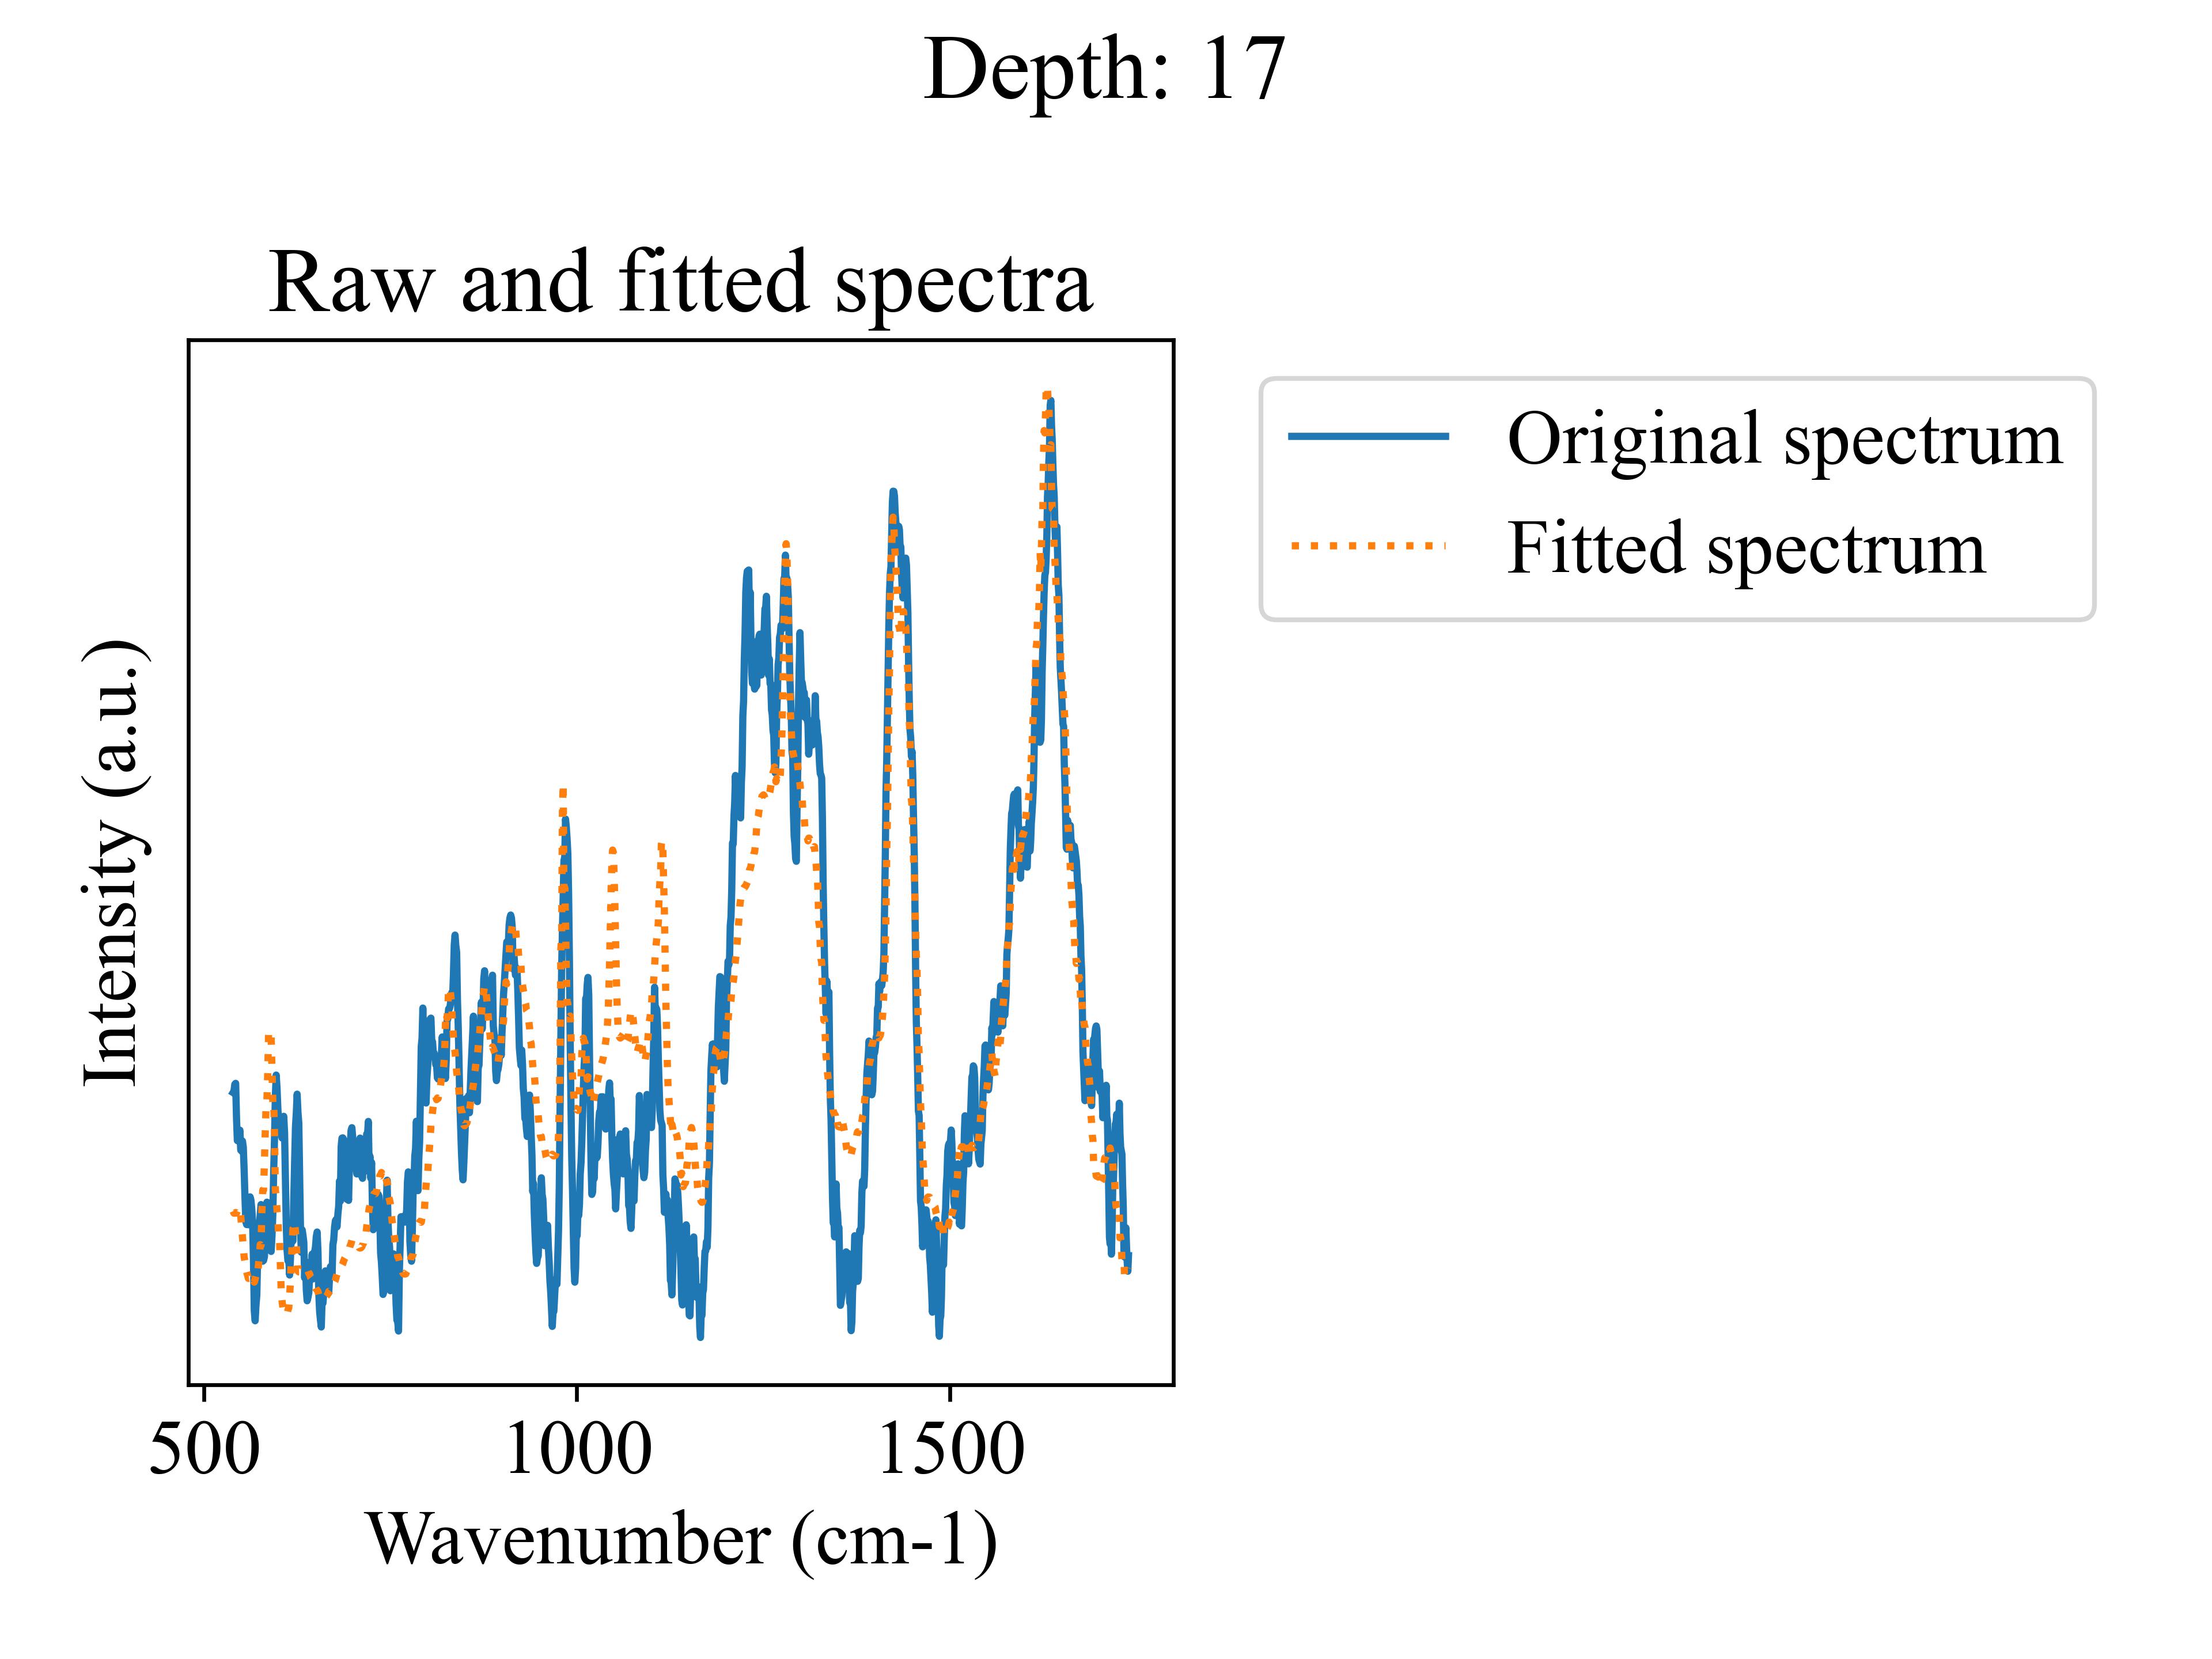 Depth: 17
Raw and fitted spectra
Original spectrum
Fitted spectrum
Intensity (a.u.)
500 1000 1500
Wavenumber (cm-1)